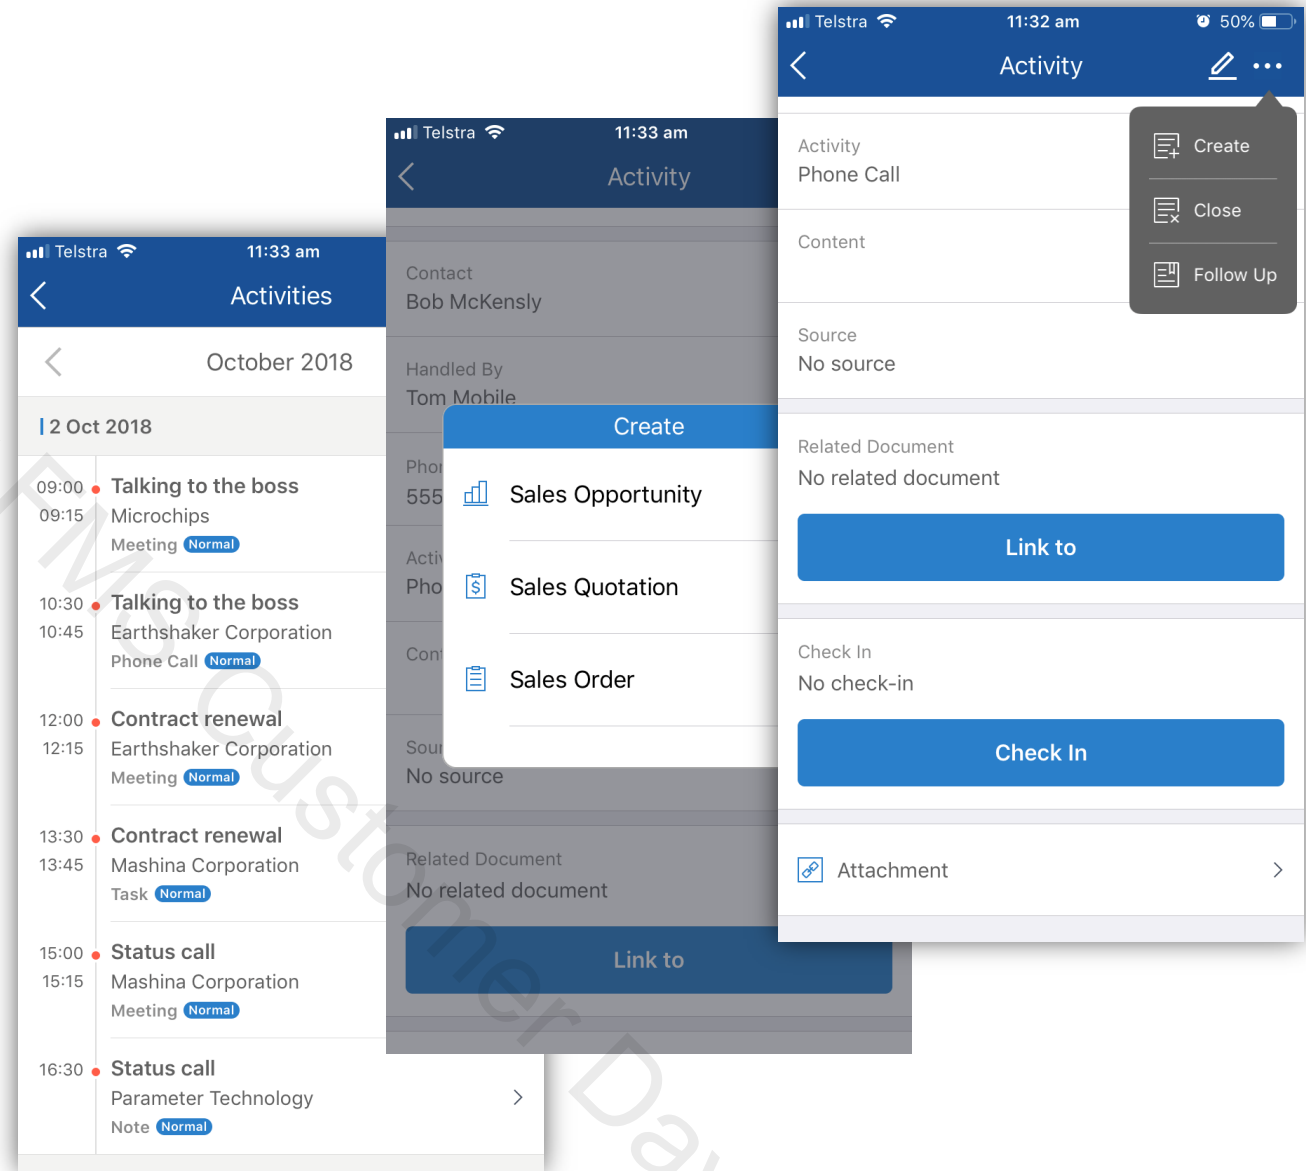 Telstra 11:33 am
Activities
October 2018
2 Oct 2018
09:00 Talking to the boss
09:15 Microchips
Meeting Normal
10:30 Talking to the boss
10:45 Earthshaker Corporation
Phone Call Normal
12:00 Contract renewal
12:15 Earthshaker Corporation
Meeting Normal
13:30 Contract renewal
13:45 Mashina Corporation
Task Normal
15:00 Status call
15:15 Mashina Corporation
Meeting Normal
16:30 Status call
Parameter Technology
Note Normal
Telstra 11:33 am
Activity
Contact
Bob McKensly
Handled By
Tom Mobile
555
Create
Sales Opportunity
Sales Quotation
Sales Order
No source
Related Document
No related document
Link to
Telstra 11:32 am 50%
Activity
Create
Close
Follow Up
Activity
Phone Call
Content
Source
No source
Related Document
No related document
Link to
Check In
No check-in
Check In
Attachment
FMS Customer Day